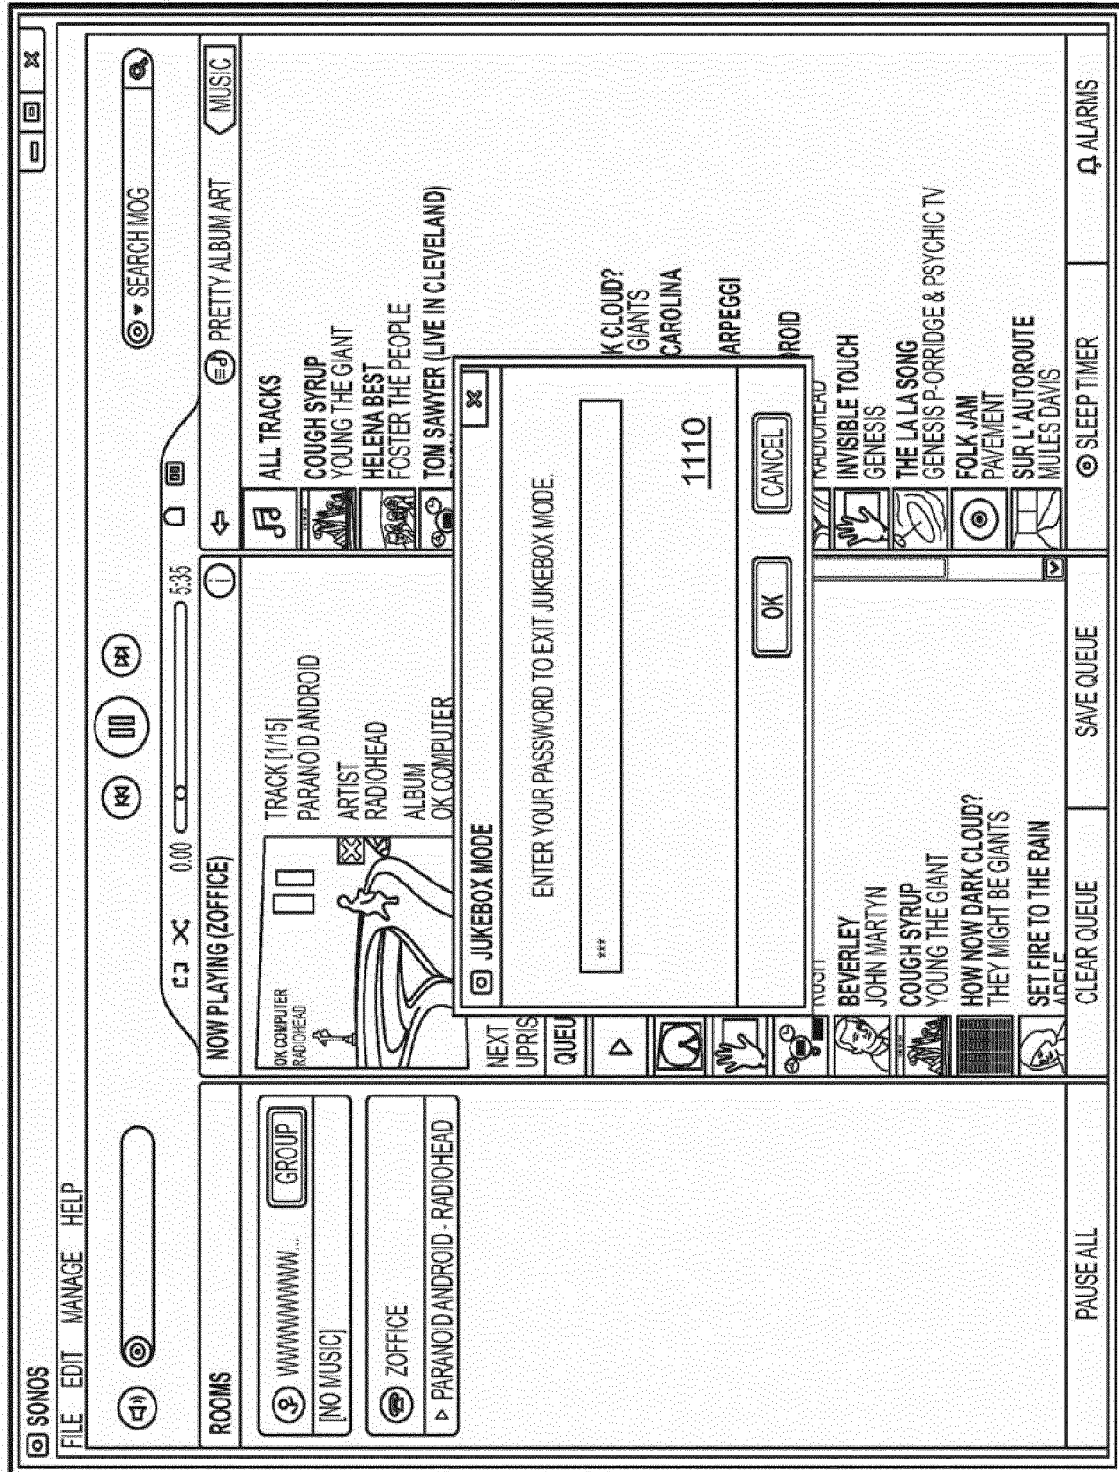 SONOS
FILE EDIT MANAGE HELP
0.00
5:35
SEARCH MOG
ROOMS
WWWWWWWW...
GROUP
[NO MUSIC]
ZOFFICE
PARANOID ANDROID - RADIOHEAD
PAUSE ALL
NOW PLAYING (ZOFFICE)
OK COMPUTER
RADIOHEAD
TRACK [1/15]
PARANOID ANDROID
ARTIST
RADIOHEAD
ALBUM
OK COMPUTER
NEXT
UPRIS
QUEU
RUSH
BEVERLEY
JOHN MARTYN
COUGH SYRUP
YOUNG THE GIANT
HOW NOW DARK CLOUD?
THEY MIGHT BE GIANTS
SET FIRE TO THE RAIN
ADELE
CLEAR QUEUE
SAVE QUEUE
JUKEBOX MODE
ENTER YOUR PASSWORD TO EXIT JUKEBOX MODE.
***
1110
OK
CANCEL
PRETTY ALBUM ART
MUSIC
ALL TRACKS
COUGH SYRUP
YOUNG THE GIANT
HELENA BEST
FOSTER THE PEOPLE
TOM SAWYER (LIVE IN CLEVELAND)
K CLOUD?
GIANTS
CAROLINA
ARPEGGI
ROID
RADIOHEAD
INVISIBLE TOUCH
GENESIS
THE LA LA SONG
GENESIS P-ORRIDGE & PSYCHIC TV
FOLK JAM
PAVEMENT
SUR L' AUTOROUTE
MULES DAVIS
SLEEP TIMER
ALARMS